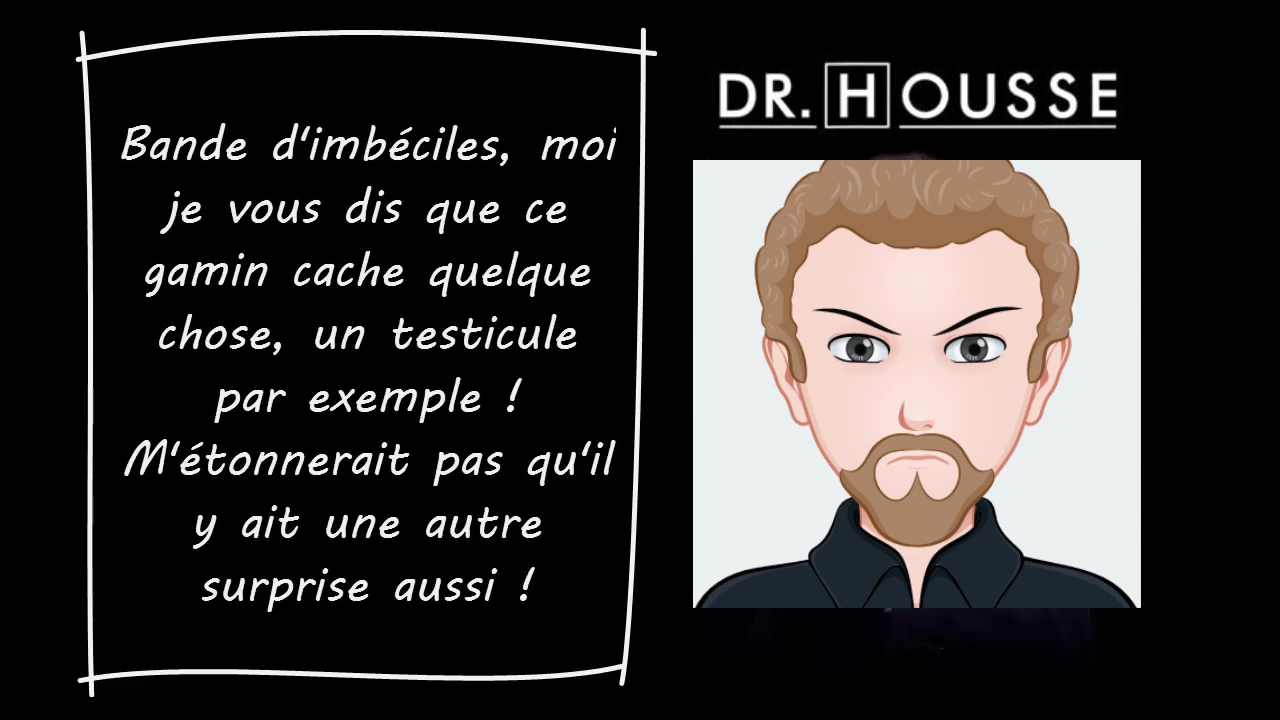 Bande d'imbéciles, moi
je vous dis que ce
gamin cache quelque
chose, un testicule
par exemple !
M'étonnerait pas qu'il
y ait une autre
surprise aussi !
DR. HOUSSE